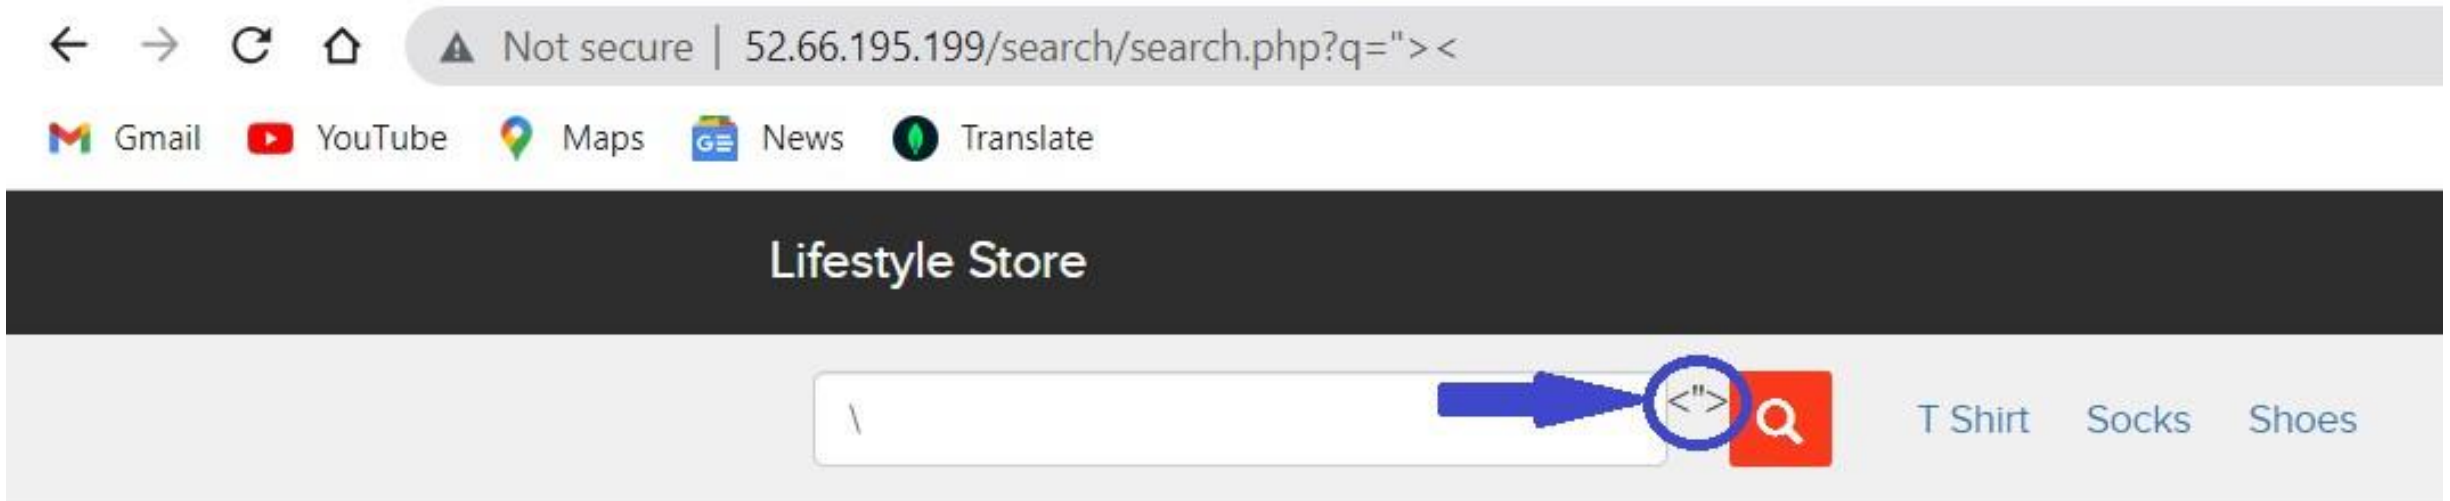 Not secure | 52.66.195.199/search/search.php?q="><
Gmail YouTube Maps GE News Translate
Lifestyle Store
\ <"> T Shirt Socks Shoes